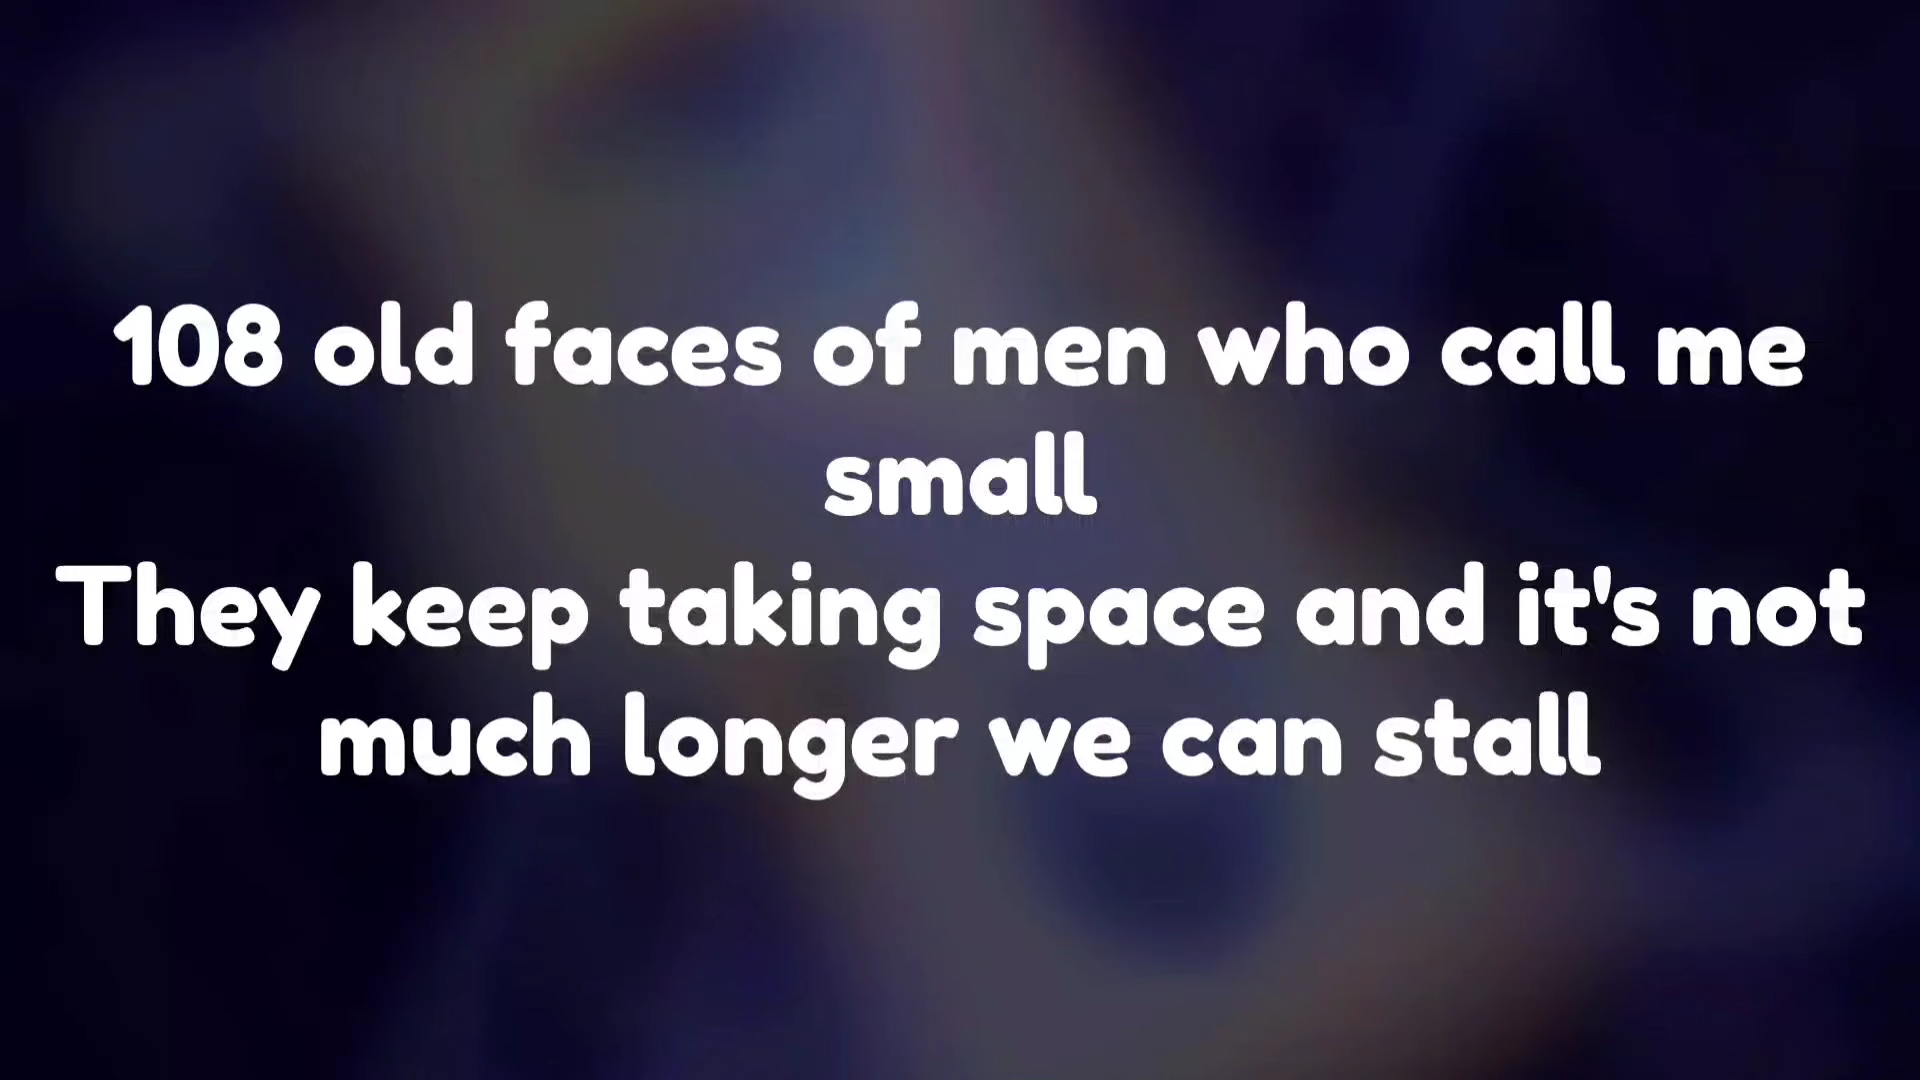 108 old faces of men who call me
small
They keep taking space and it's not
much longer we can stall